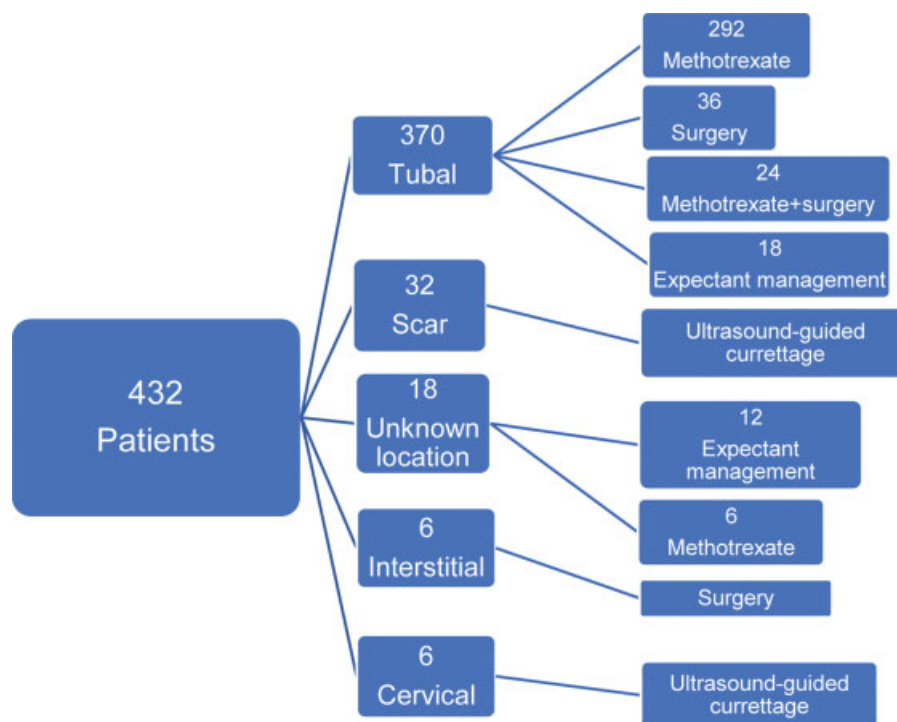 432
Patients
370
Tubal
292
Methotrexate
36
Surgery
24
Methotrexate+surgery
18
Expectant management
32
Scar
Ultrasound-guided
currettage
18
Unknown
location
12
Expectant
management
6
Methotrexate
6
Interstitial
Surgery
6
Cervical
Ultrasound-guided
currettage